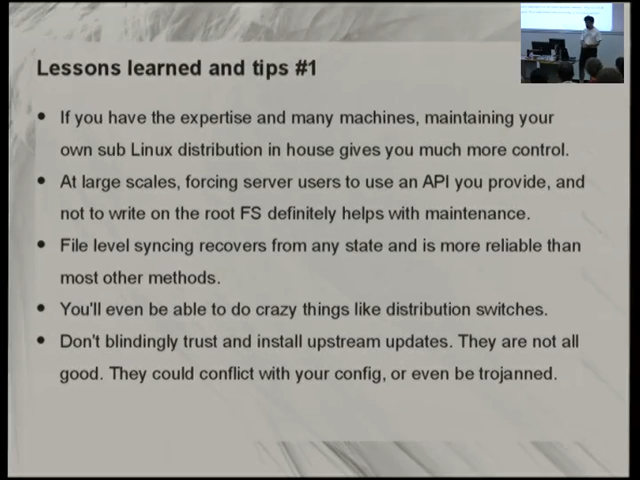 Lessons learned and tips #1
• If you have the expertise and many machines, maintaining your
own sub Linux distribution in house gives you much more control.
• At large scales, forcing server users to use an API you provide, and
not to write on the root FS definitely helps with maintenance.
• File level syncing recovers from any state and is more reliable than
most other methods.
• You'll even be able to do crazy things like distribution switches.
• Don't blindingly trust and install upstream updates. They are not all
good. They could conflict with your config, or even be trojanned.